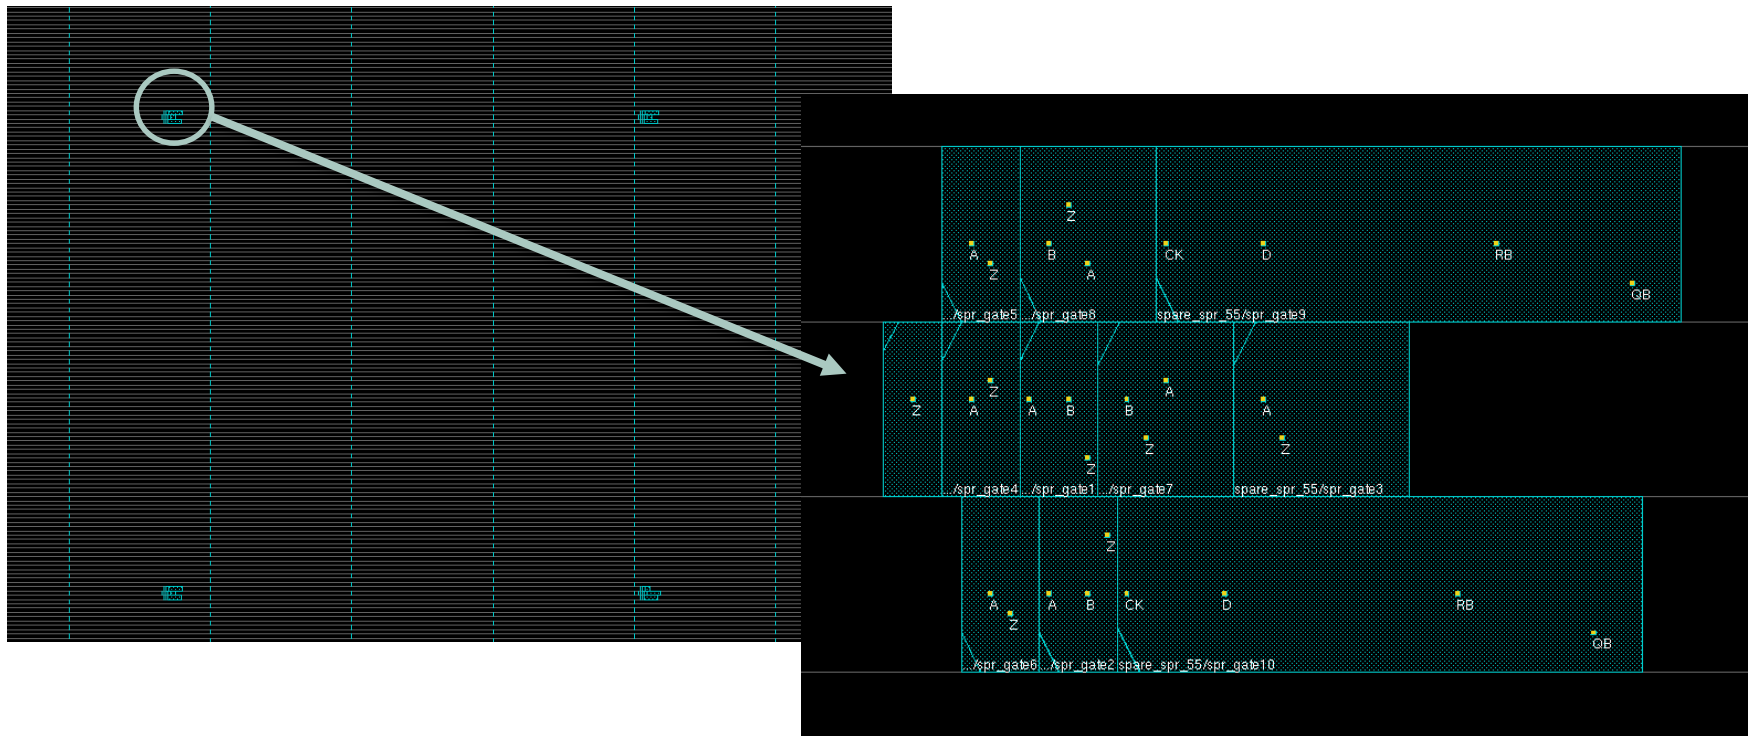 Z
A
B
CK
D
RB
Z
A
QB
.../spr_gate5
.../spr_gate8
spare_spr_55/spr_gate9
Z
A
Z
A
A
B
B
A
Z
Z
Z
.../spr_gate4
.../spr_gate1
.../spr_gate7
spare_spr_55/spr_gate3
Z
A
A
B
CK
D
RB
Z
QB
.../spr_gate6
.../spr_gate2
spare_spr_55/spr_gate10